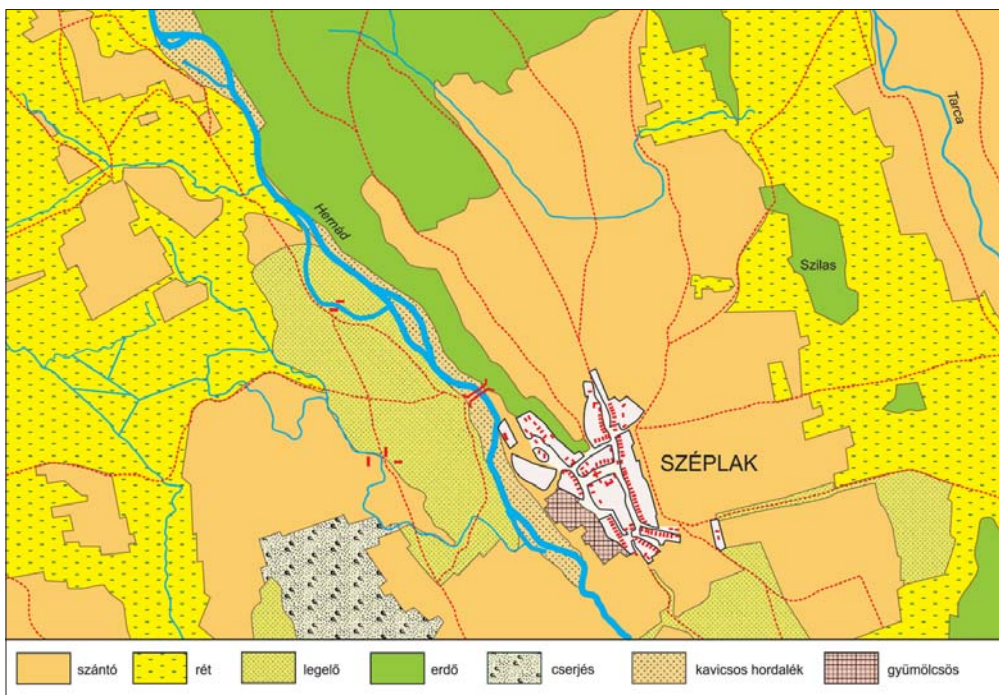 Tarca
Hernád
Szilas
SZÉPLAK
szántó
rét
legelő
erdő
cserjés
kavicsos hordalék
gyümölcsös